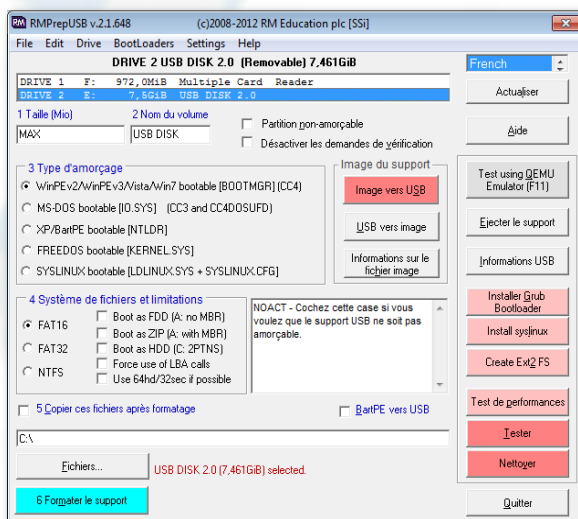 RM RMPrepUSB v.2.1.648 (c)2008-2012 RM Education plc [SSi]
File Edit Drive BootLoaders Settings Help
DRIVE 2 USB DISK 2.0 (Removable) 7,461GiB
French
DRIVE 1 F: 972,0MiB Multiple Card Reader
DRIVE 2 E: 7,5GiB USB DISK 2.0
Actualiser
1 Taille (Mio)
2 Nom du volume
MAX
USB DISK
Partition non-amorçable
Désactiver les demandes de vérification
Aide
3 Type d'amorçage
WinPEv2/WinPEv3/Vista/Win7 bootable [BOOTMGR] (CC4)
MS-DOS bootable [IO.SYS] (CC3 and CC4DOSUFD)
XP/BartPE bootable [NTLDR]
FREEDOS bootable [KERNEL.SYS]
SYSLINUX bootable [LDLINUX.SYS + SYSLINUX.CFG]
Image du support
Image vers USB
USB vers image
Informations sur le
fichier image
Test using QEMU
Emulator (F11)
Ejecter le support
Informations USB
4 Système de fichiers et limitations
FAT16
FAT32
NTFS
Boot as FDD (A: no MBR)
Boot as ZIP (A: with MBR)
Boot as HDD (C: 2PTNS)
Force use of LBA calls
Use 64hd/32sec if possible
NOACT - Cochez cette case si vous
voulez que le support USB ne soit pas
amorçable.
Installer Grub
Bootloader
Install syslinux
Create Ext2 FS
5 Copier ces fichiers après formatage
BartPE vers USB
Test de performances
C:\
Tester
Fichiers...
USB DISK 2.0 (7,461GiB) selected.
Nettoyer
6 Formater le support
Quitter